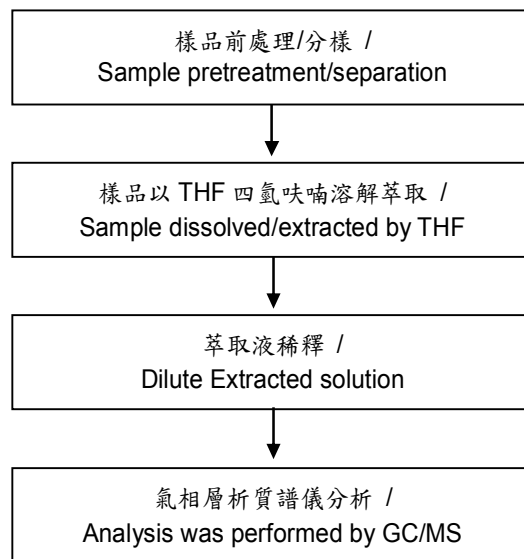 樣品前處理/分樣 /
Sample pretreatment/separation
樣品以 THF 四氫呋喃溶解萃取 /
Sample dissolved/extracted by THF
萃取液稀釋 /
Dilute Extracted solution
氣相層析質譜儀分析 /
Analysis was performed by GC/MS